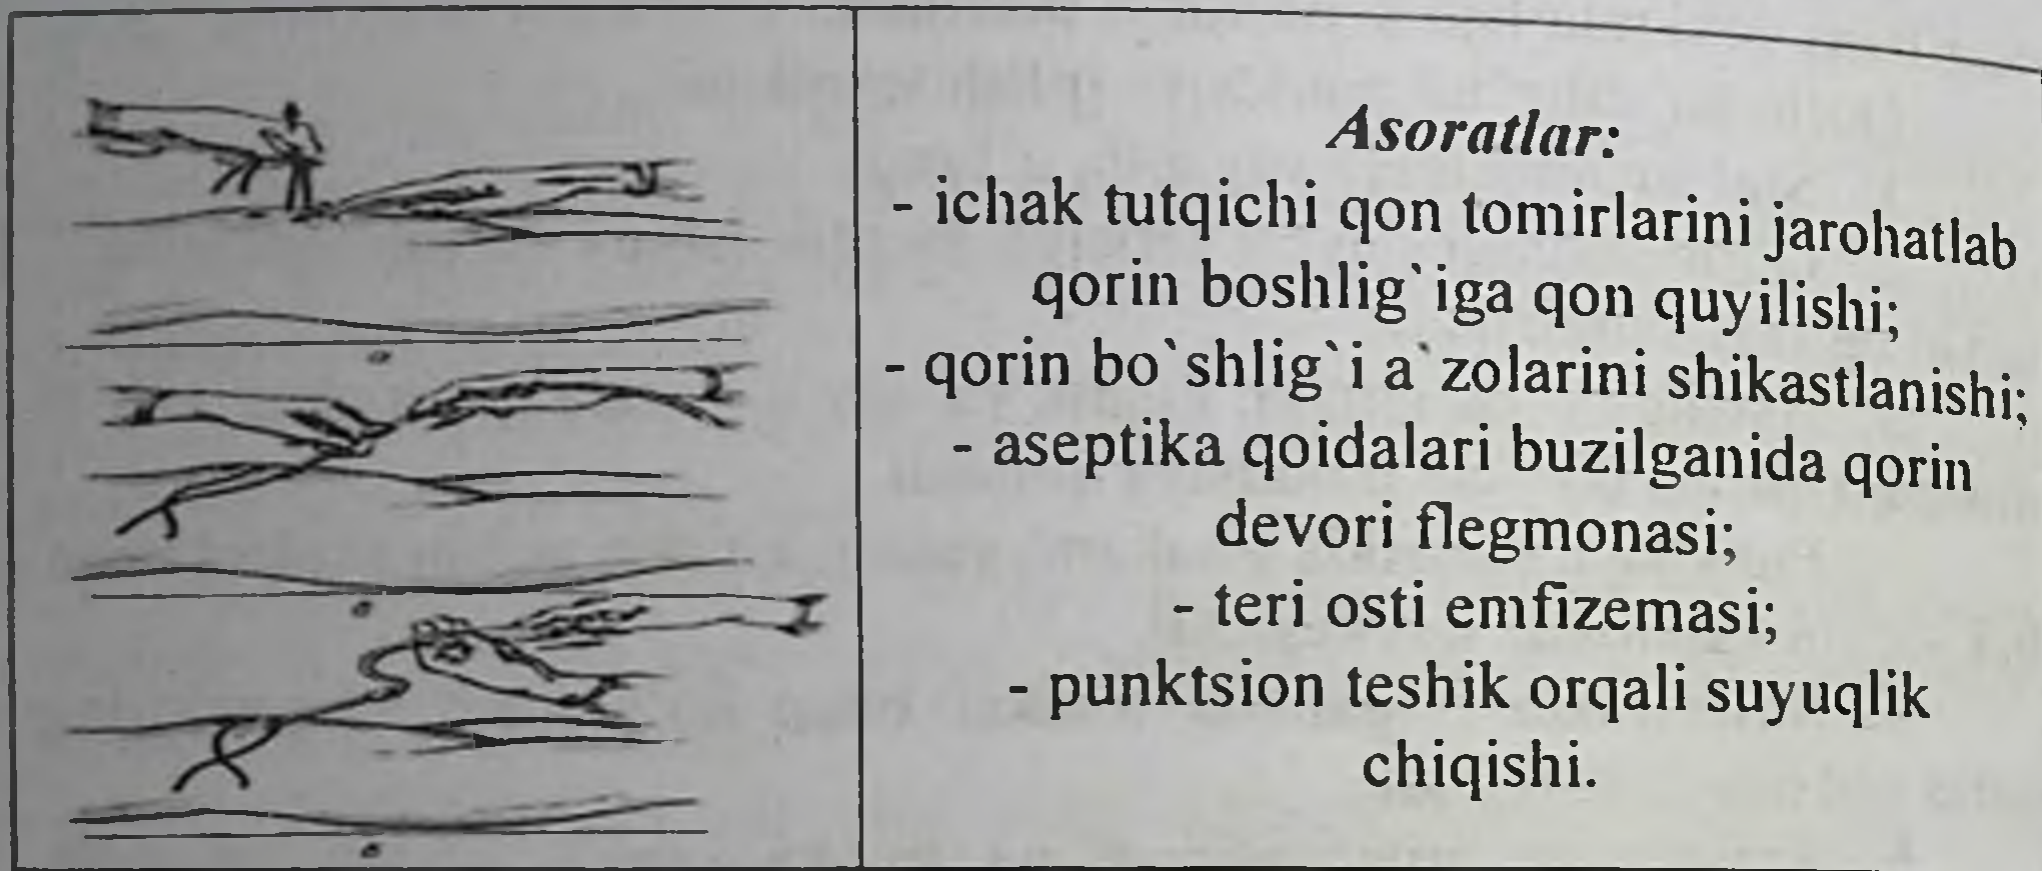 Asoratlar:
- ichak tutqichi qon tomirlarini jarohatlab
qorin boshlig`iga qon quyilishi;
- qorin bo`shlig`i a`zolarini shikastlanishi;
- aseptika qoidalari buzilganida qorin
devori flegmonasi;
- teri osti emfizemasi;
- punktsion teshik orqali suyuqlik
chiqishi.